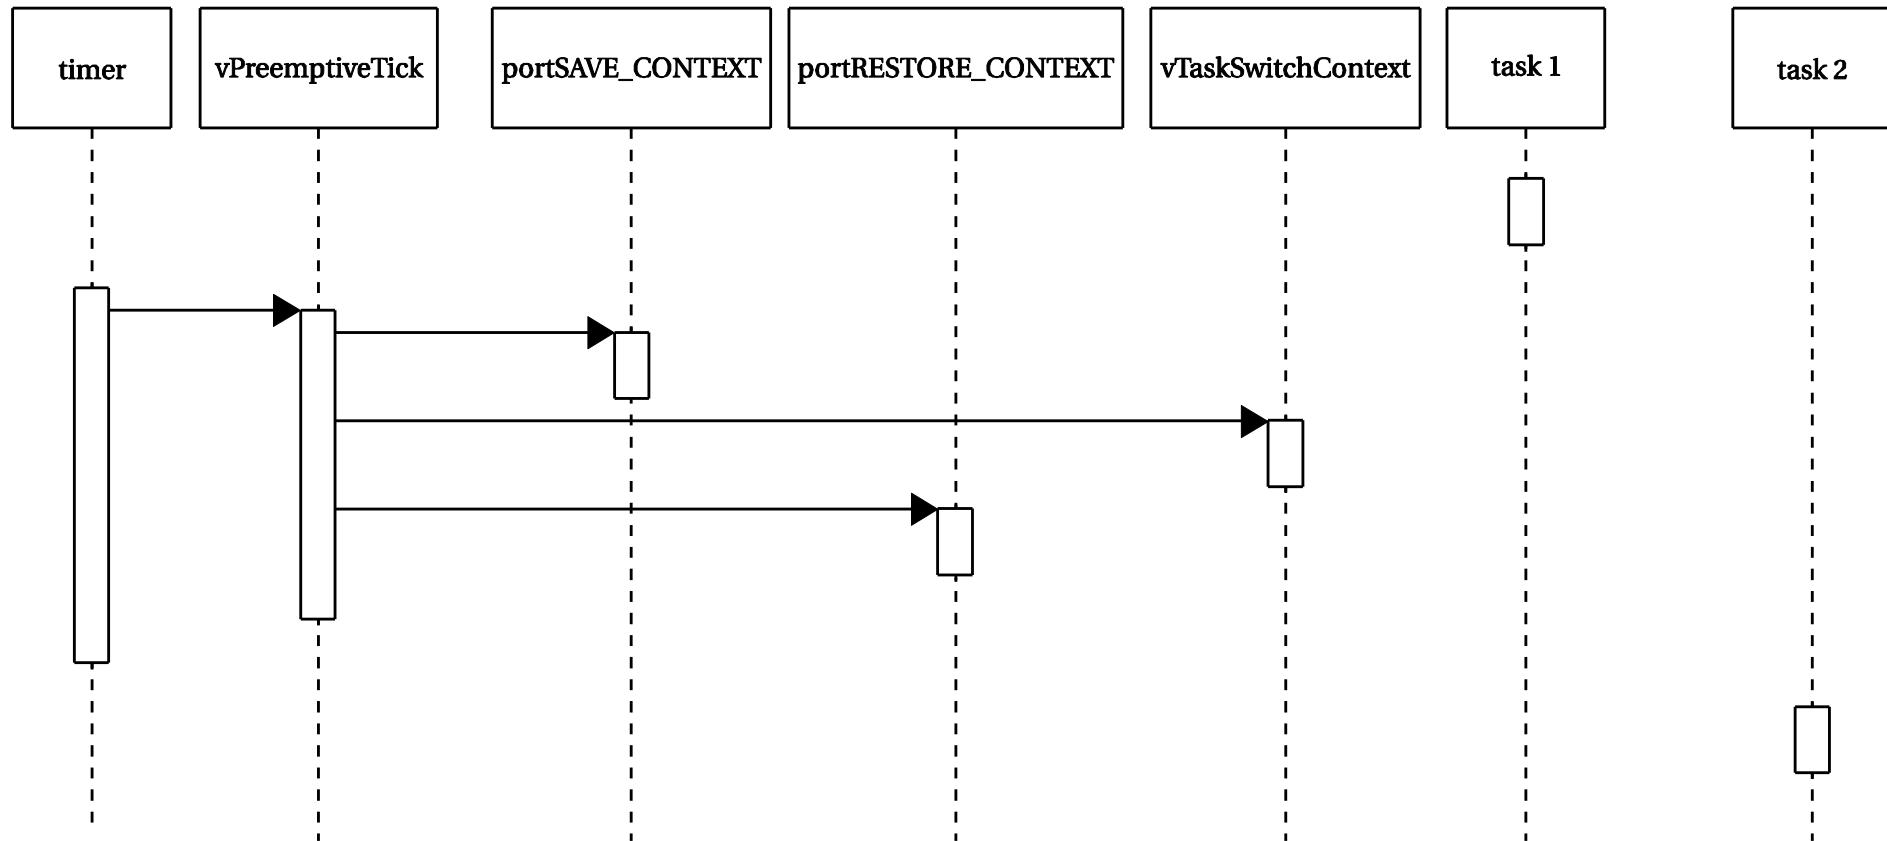 timer
vPreemptiveTick
portSAVE_CONTEXT
portRESTORE_CONTEXT
vTaskSwitchContext
task 1
task 2